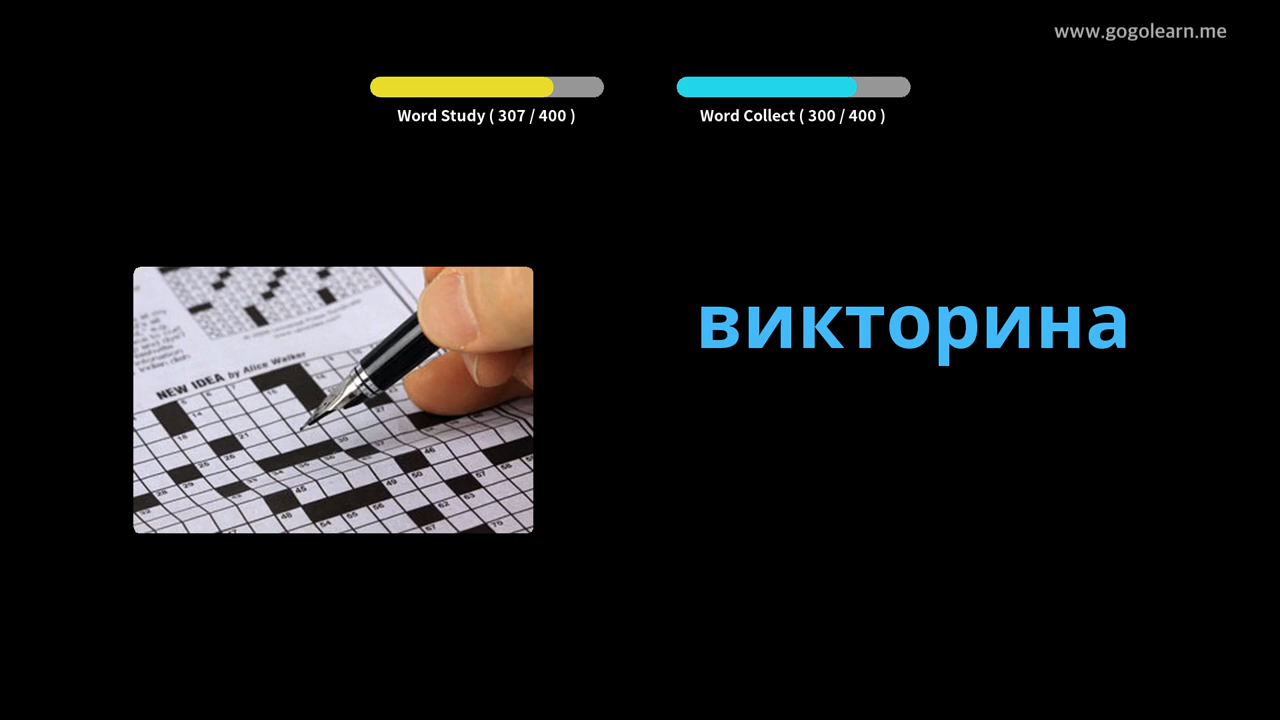 www.gogolearn.me
Word Study ( 307 / 400 )
Word Collect ( 300 / 400 )
викторина
NEW IDEA by Alice Walker